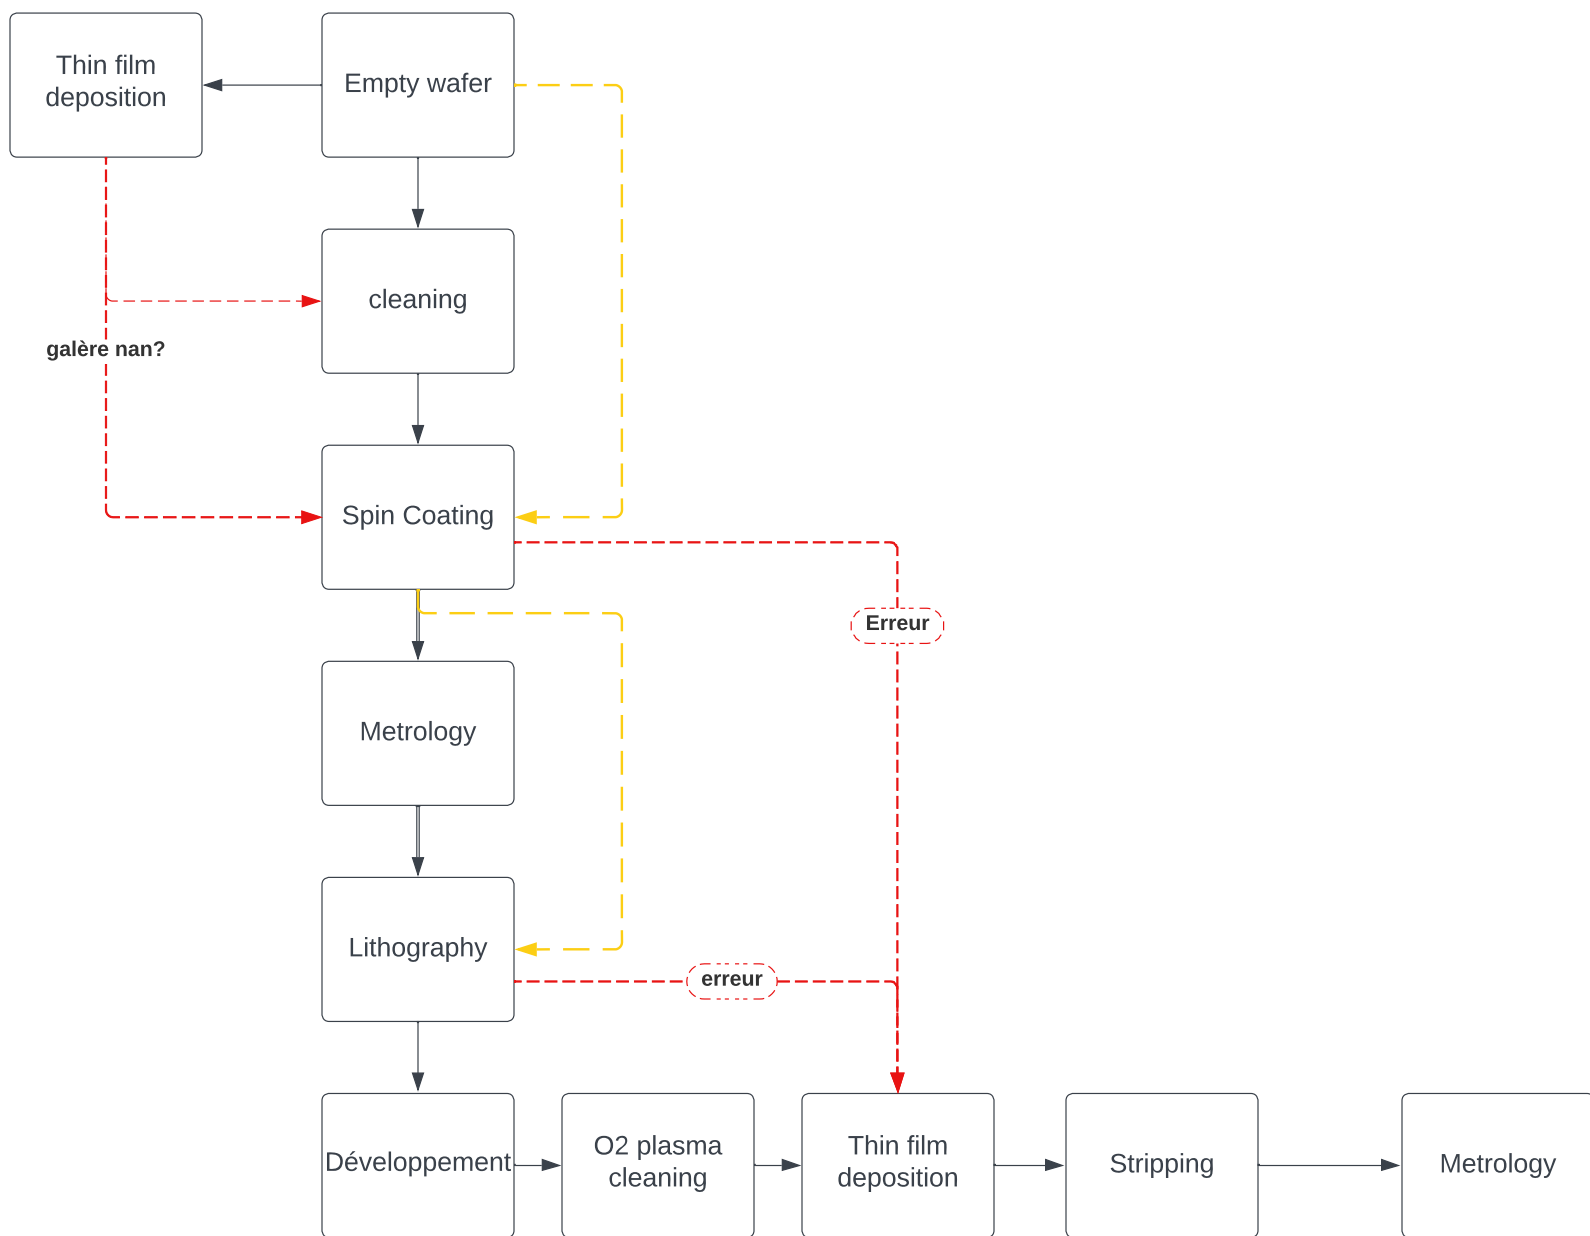 Thin film
deposition
Empty wafer
cleaning
galère nan?
Spin Coating
Erreur
Metrology
Lithography
erreur
Développement
O2 plasma
cleaning
Thin film
deposition
Stripping
Metrology